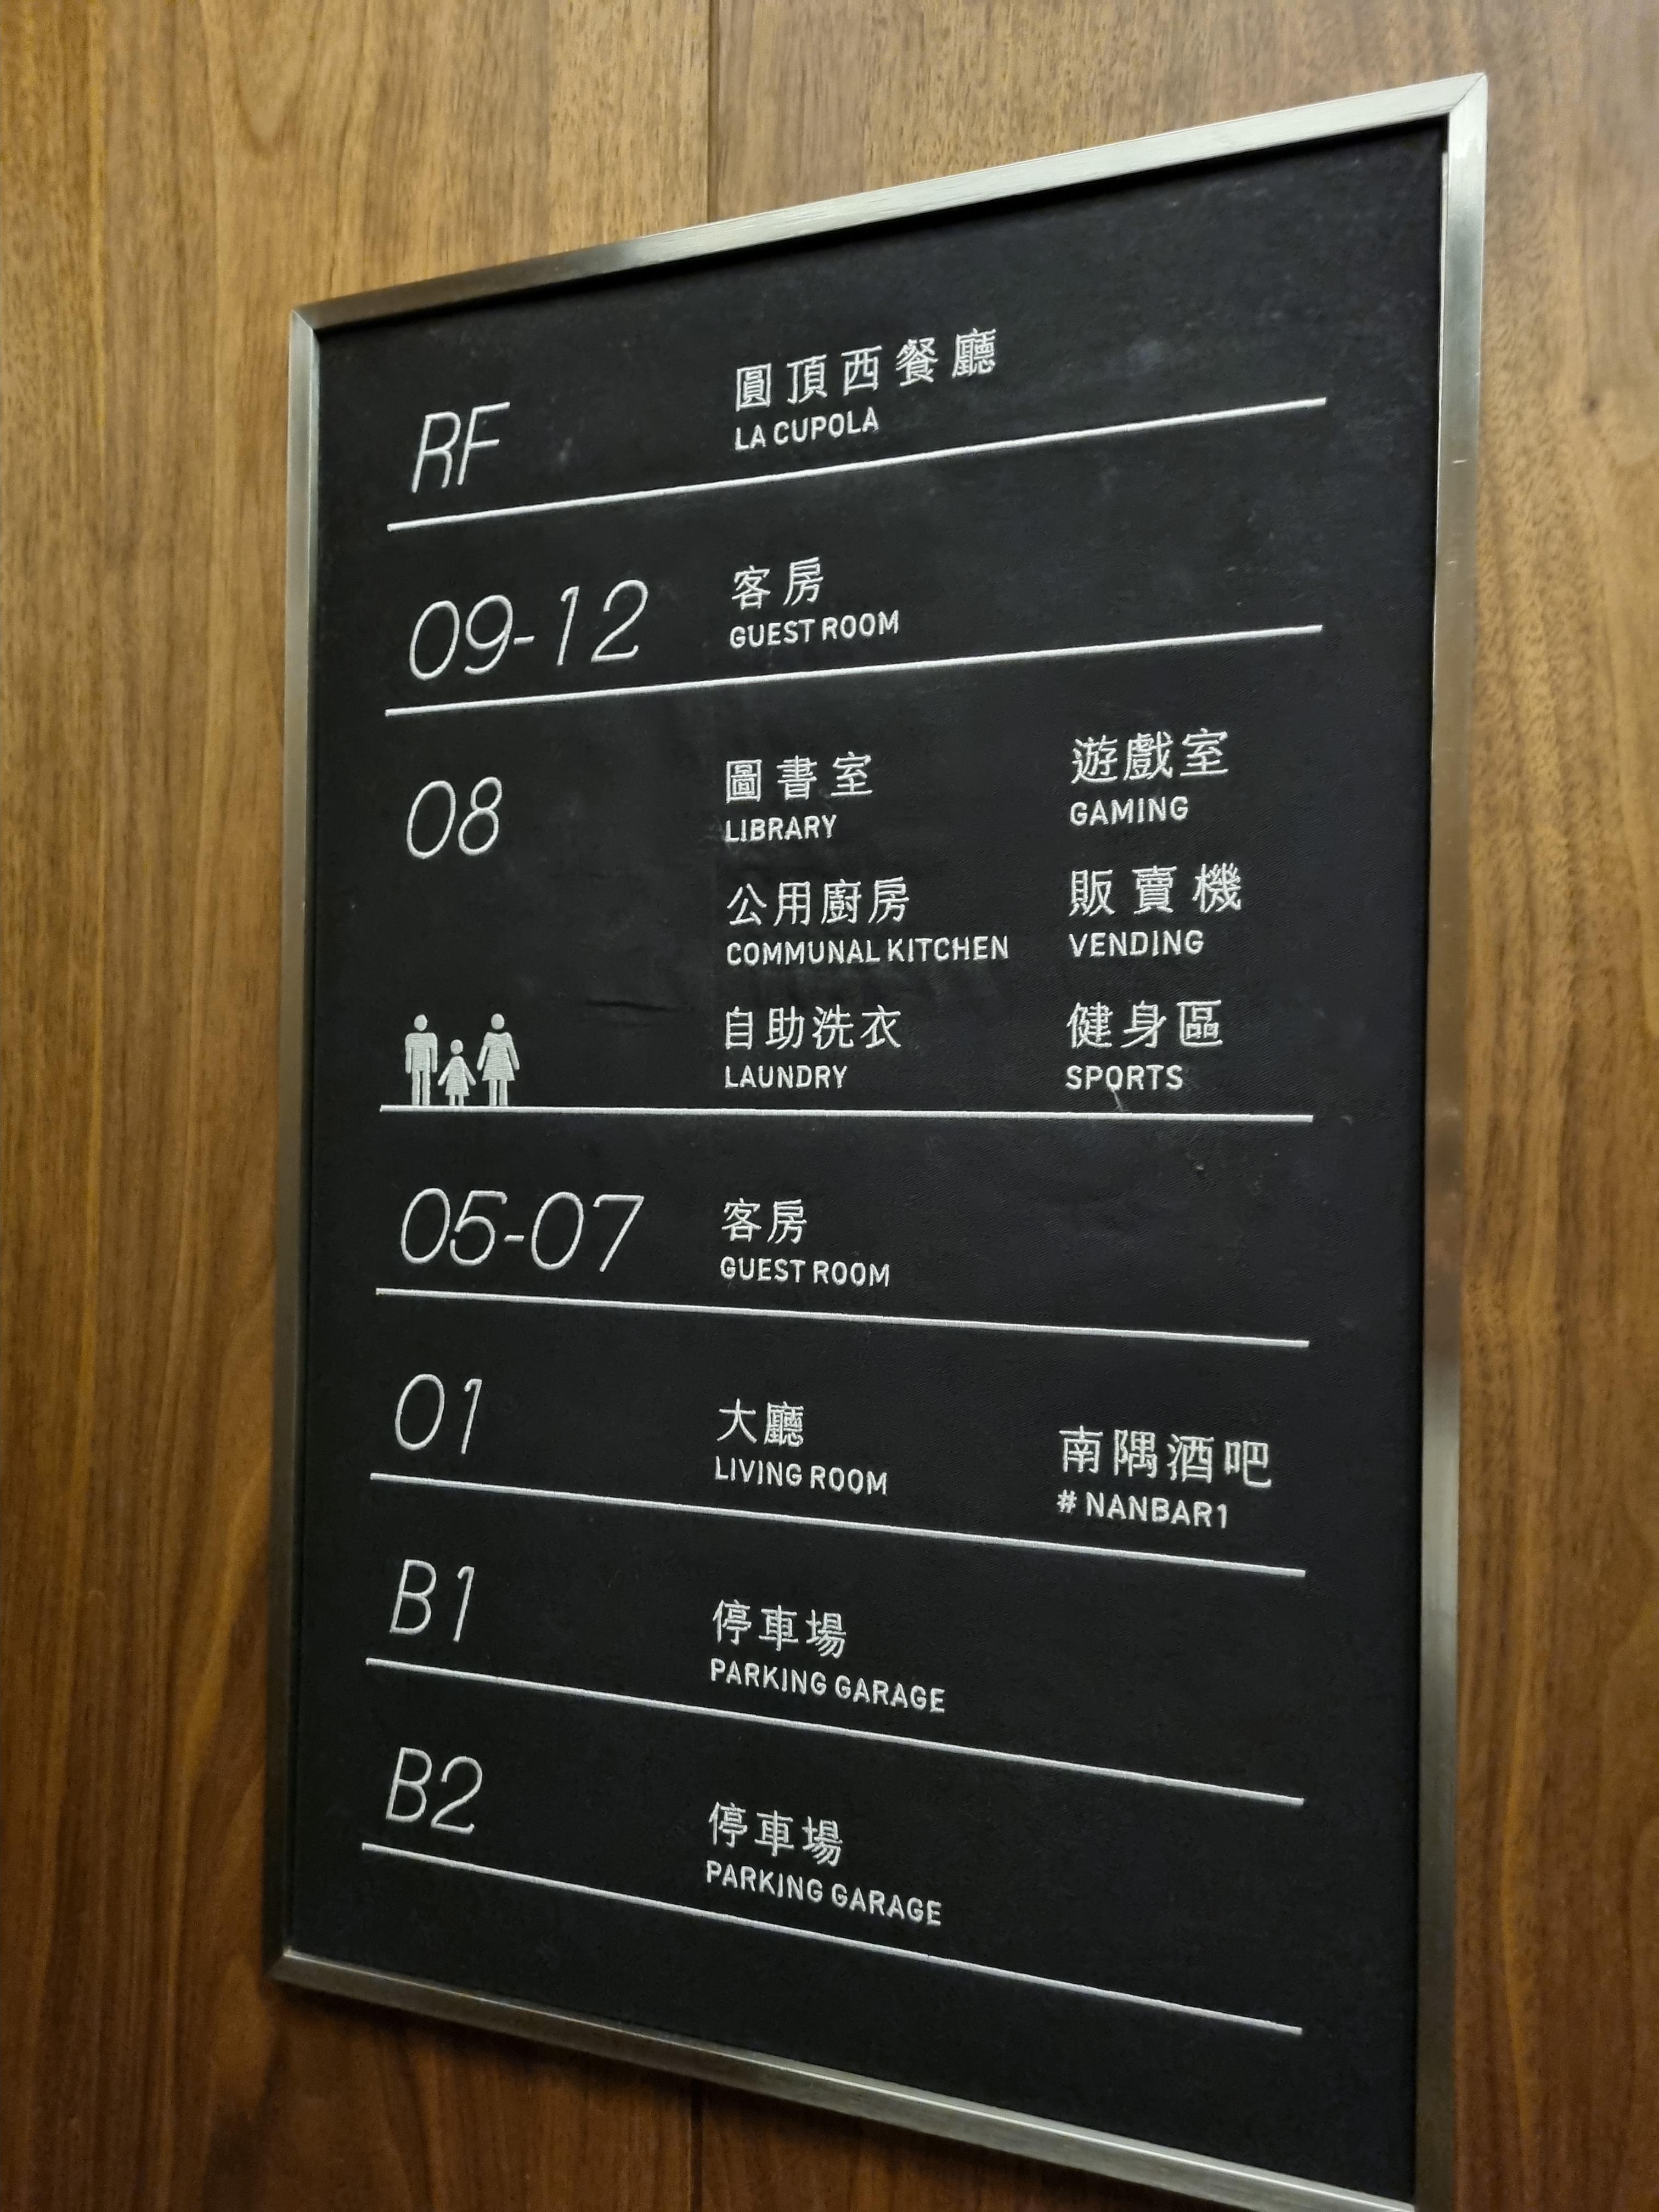 RF
圓頂西餐廳
LA CUPOLA
09-12
客房
GUEST ROOM
08
圖書室
LIBRARY
遊戲室
GAMING
公用廚房
COMMUNAL KITCHEN
販賣機
VENDING
自助洗衣
LAUNDRY
健身區
SPORTS
05-07
客房
GUEST ROOM
01
大廳
LIVING ROOM
南隅酒吧
# NANBAR1
B1
停車場
PARKING GARAGE
B2
停車場
PARKING GARAGE